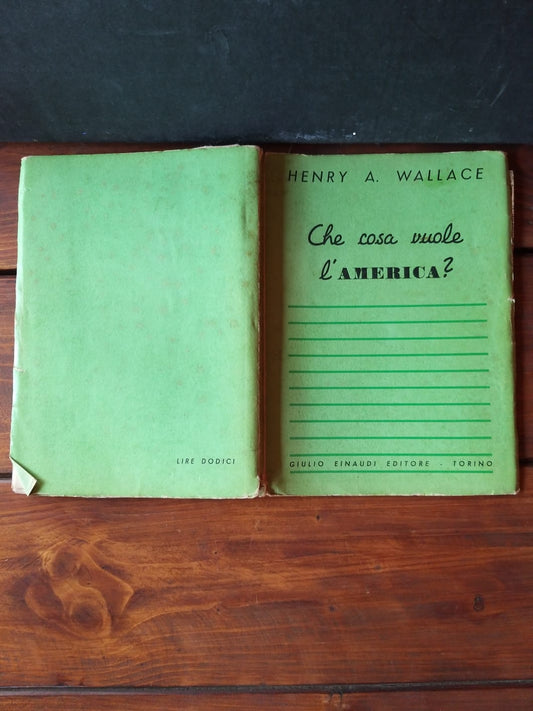 HENRY A. WALLACE
Che cosa vuole
l'AMERICA?
GIULIO EINAUDI EDITORE - TORINO
LIRE DODICI